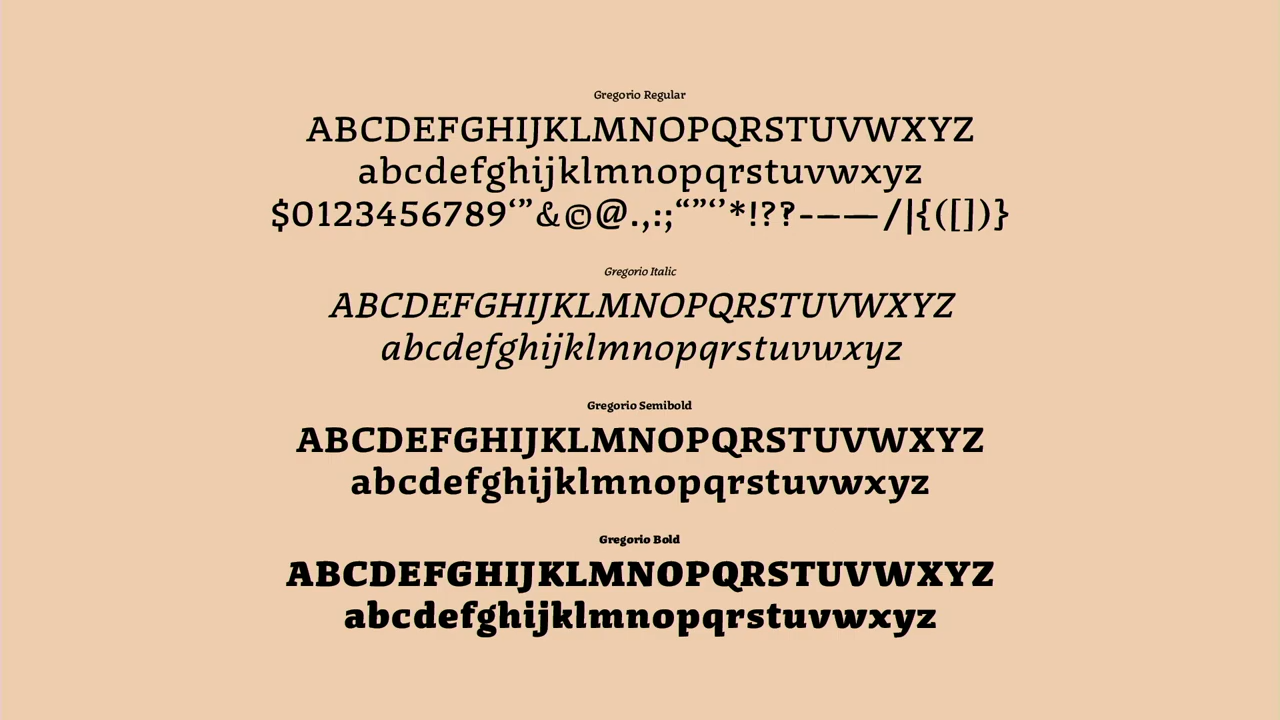 Gregorio Regular
ABCDEFGHIJKLMNOPQRSTUVWXYZ
abcdefghijklmnopqrstuvwxyz
$0123456789‘”&©@.,:;“”‘’*!??-–—/|{([])}
Gregorio Italic
ABCDEFGHIJKLMNOPQRSTUVWXYZ
abcdefghijklmnopqrstuvwxyz
Gregorio Semibold
ABCDEFGHIJKLMNOPQRSTUVWXYZ
abcdefghijklmnopqrstuvwxyz
Gregorio Bold
ABCDEFGHIJKLMNOPQRSTUVWXYZ
abcdefghijklmnopqrstuvwxyz